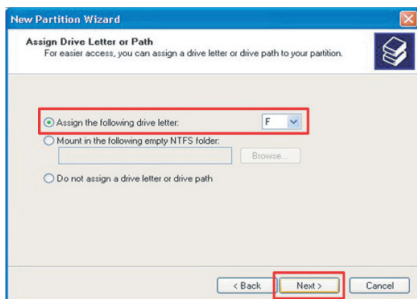 New Partition Wizard
Assign Drive Letter or Path
For easier access, you can assign a drive letter or drive path to your partition.
Assign the following drive letter: F
Mount in the following empty NTFS folder:
Browse...
Do not assign a drive letter or drive path
< Back Next > Cancel